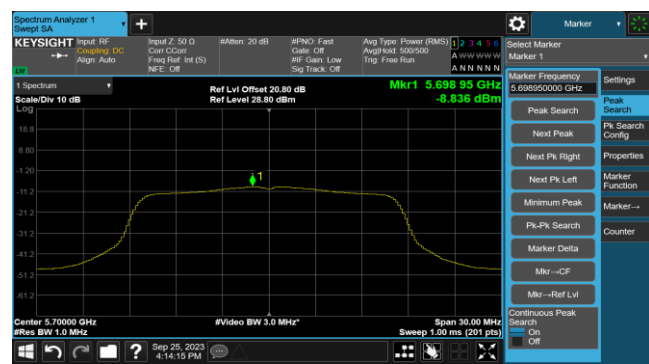 Spectrum Analyzer 1
Swept SA
+
Marker
KEYSIGHT
Input: RF
Coupling: DC
Align: Auto
Input Z: 50 Ω
Corr CCorr
Freq Ref: Int (S)
NFE: Off
#Atten: 20 dB
#PNO: Fast
Gate: Off
#IF Gain: Low
Sig Track: Off
Avg Type: Power (RMS)
Avg|Hold: 500/500
Trig: Free Run
1 2 3 4 5 6
A W W W W W
A N N N N N
Select Marker
Marker 1
1 Spectrum
Scale/Div 10 dB
Log
Ref Lvl Offset 20.80 dB
Ref Level 28.80 dBm
Mkr1 5.698 95 GHz
-8.836 dBm
18.8
8.80
-1.20
-11.2
-21.2
-31.2
-41.2
-51.2
-61.2
1
Center 5.70000 GHz
#Res BW 1.0 MHz
#Video BW 3.0 MHz*
Span 30.00 MHz
Sweep 1.00 ms (201 pts)
Marker Frequency
5.698950000 GHz
Peak Search
Next Peak
Next Pk Right
Next Pk Left
Minimum Peak
Pk-Pk Search
Marker Delta
Mkr→CF
Mkr→Ref Lvl
Continuous Peak
Search
On
Off
Settings
Peak
Search
Pk Search
Config
Properties
Marker
Function
Marker→
Counter
?
Sep 25, 2023
4:14:15 PM